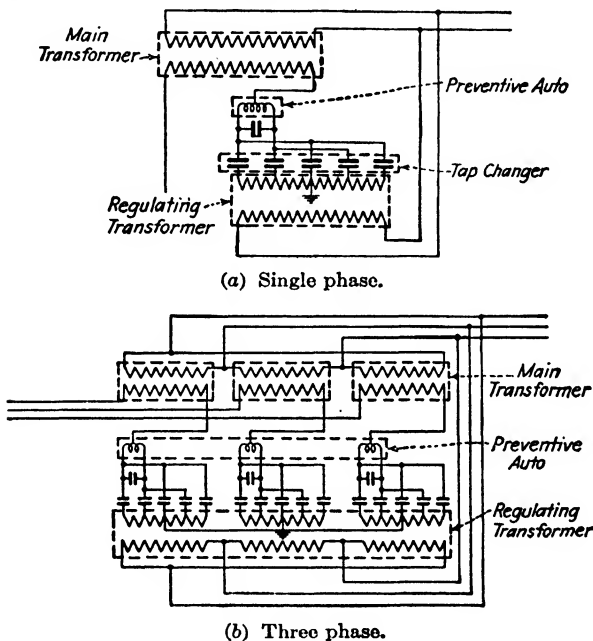 Main
Transformer
Preventive Auto
Tap Changer
Regulating
Transformer
(a) Single phase.
Main
Transformer
Preventive
Auto
Regulating
Transformer
(b) Three phase.